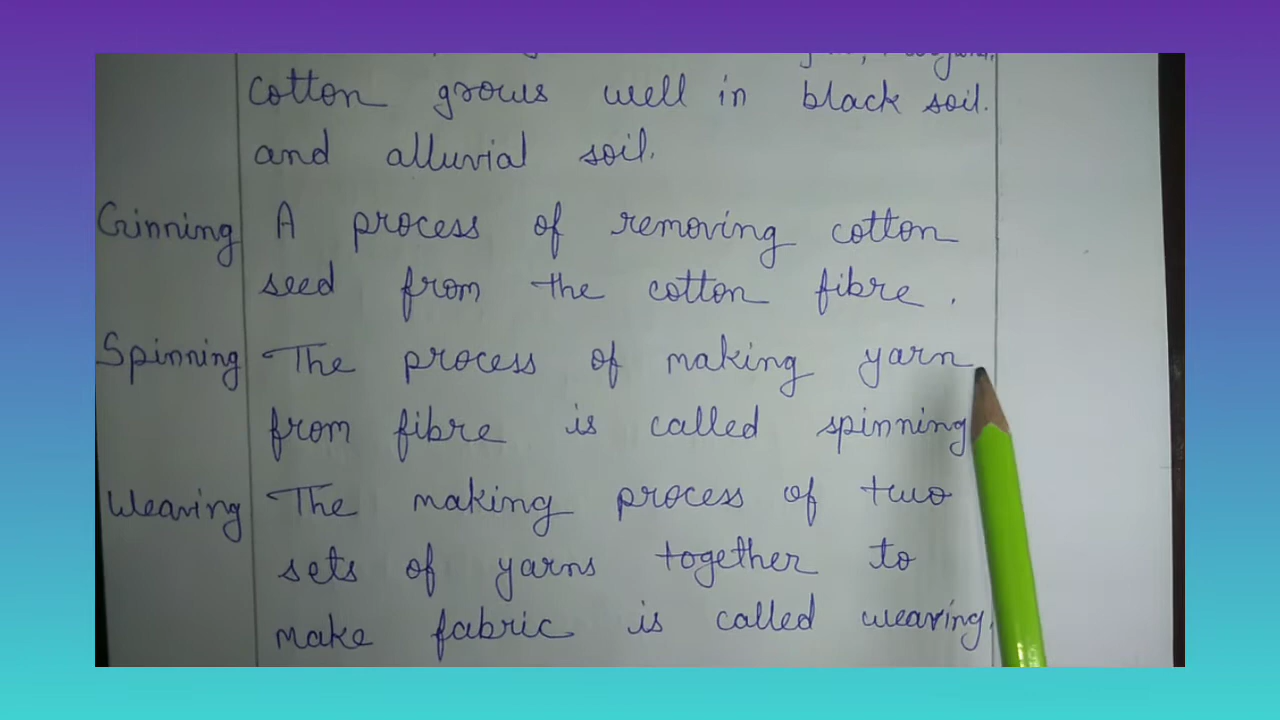 cotton grows well in black soil.
and alluvial soil.
Ginning A process of removing cotton
seed from the cotton fibre.
Spinning The process of making yarn
from fibre is called spinning
Weaving The making process of two
sets of yarns together to
make fabric is called weaving.